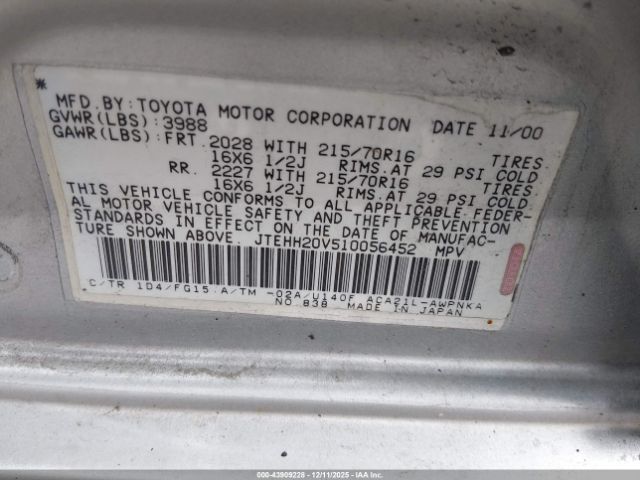 *
MFD. BY: TOYOTA MOTOR CORPORATION DATE 11/00
GVWR(LBS): 3988
GAWR(LBS): FRT. 2028 WITH 215/70R16 TIRES
16X6 1/2J RIMS.AT 29 PSI COLD
RR. 2227 WITH 215/70R16 TIRES
16X6 1/2J RIMS.AT 29 PSI COLD
THIS VEHICLE CONFORMS TO ALL APPLICABLE FEDER-
AL MOTOR VEHICLE SAFETY AND THEFT PREVENTION
STANDARDS IN EFFECT ON THE DATE OF MANUFAC-
TURE SHOWN ABOVE. JTEHH20V510056452 MPV
C/TR 1D4/FG15 A/TM -02A/U140F ACA21L-AWPNKA
NO.838 MADE IN JAPAN
000-43909228 - 12/11/2025 - IAAI.COM